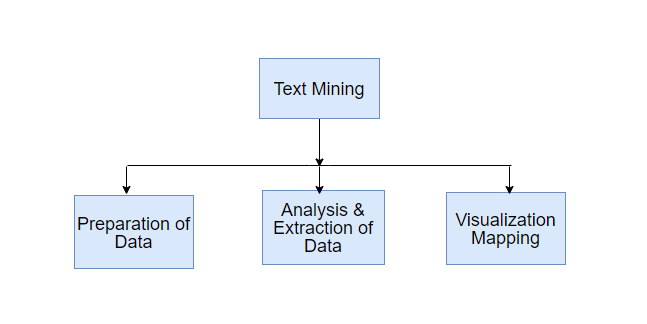 Text Mining
Preparation of
Data
Analysis &
Extraction of
Data
Visualization
Mapping